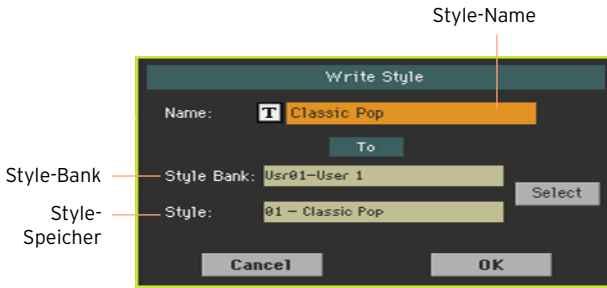 Style-Name
Write Style
Name: T Classic Pop
To
Style-Bank
Style Bank: Usr01-User 1
Select
Style-
Speicher
Style: 01 - Classic Pop
Cancel OK